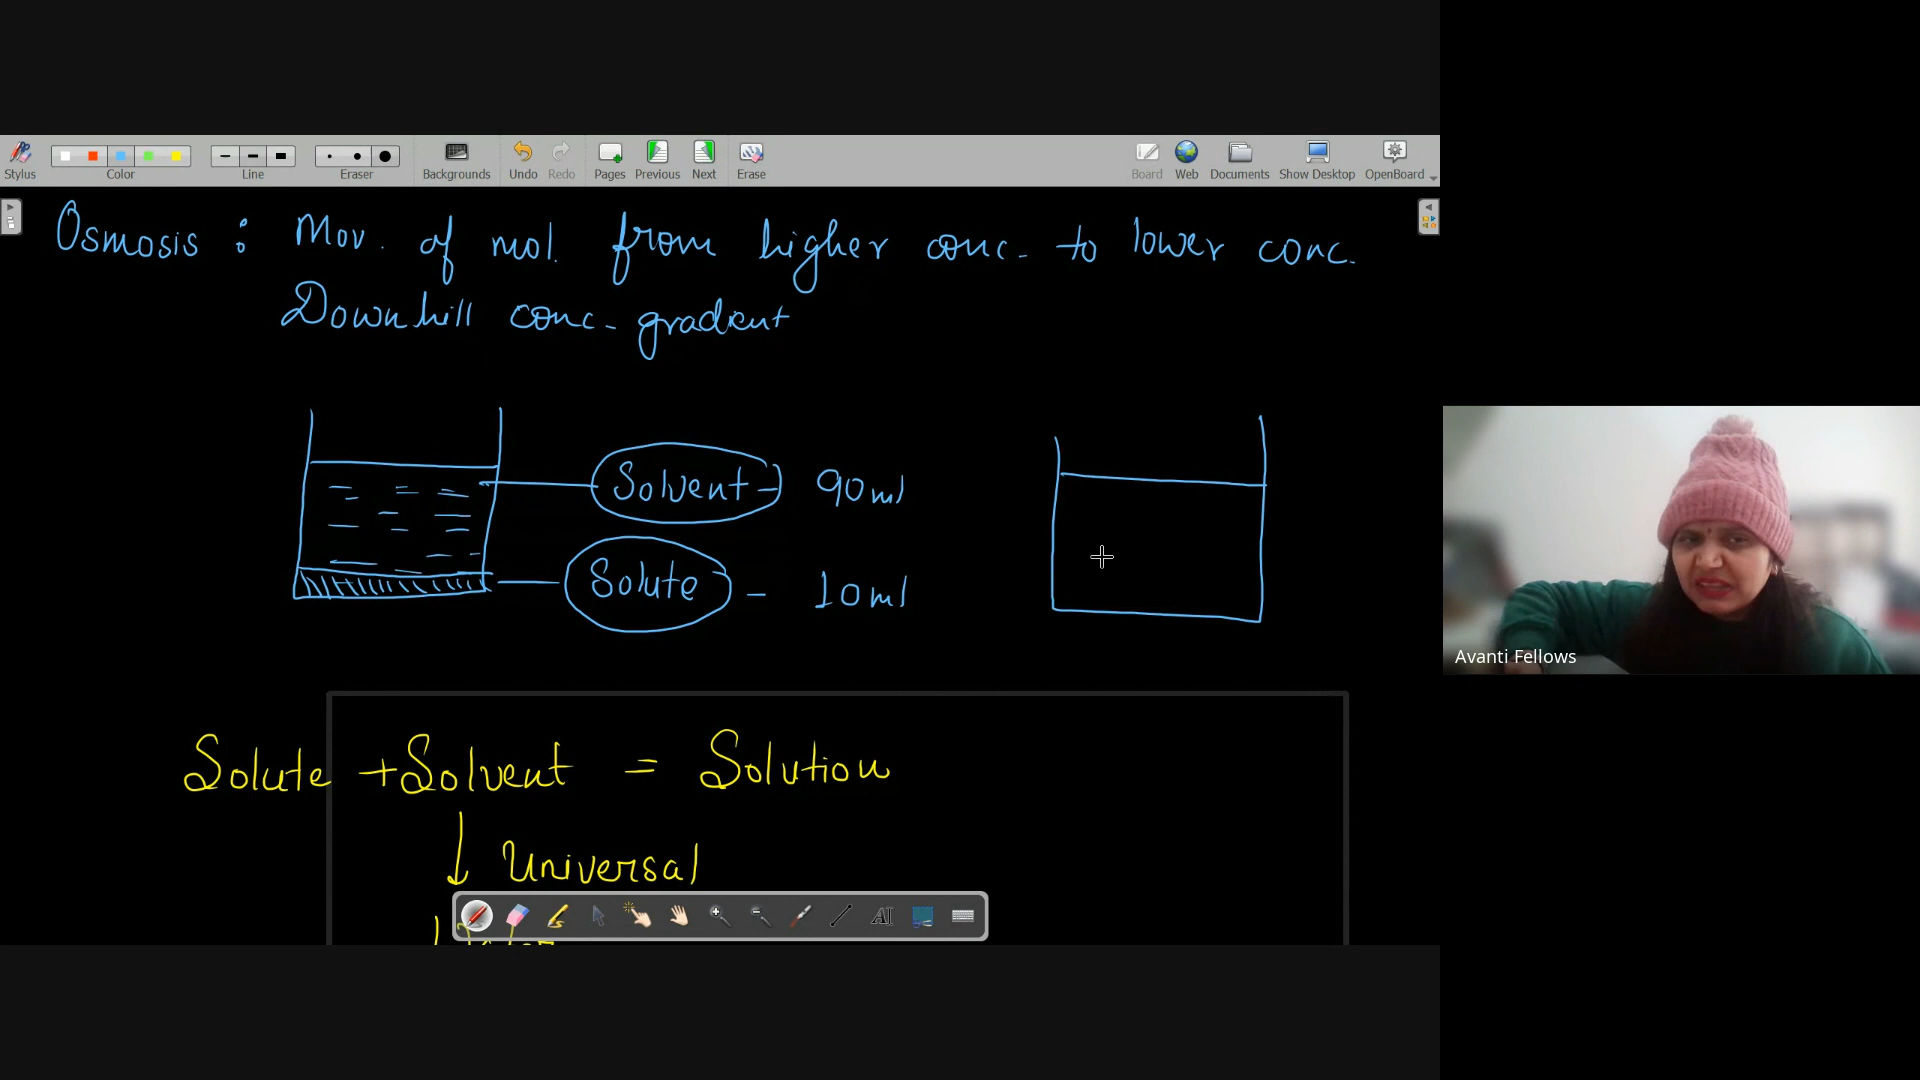 Stylus Color Line Eraser Backgrounds Undo Redo Pages Previous Next Erase Board Web Documents Show Desktop OpenBoard
Osmosis : Mov. of mol. from higher conc. to lower conc.
Downhill conc. gradient
Solvent - 90ml
Solute - 10ml
Avanti Fellows
Solute + Solvent = Solution
Universal